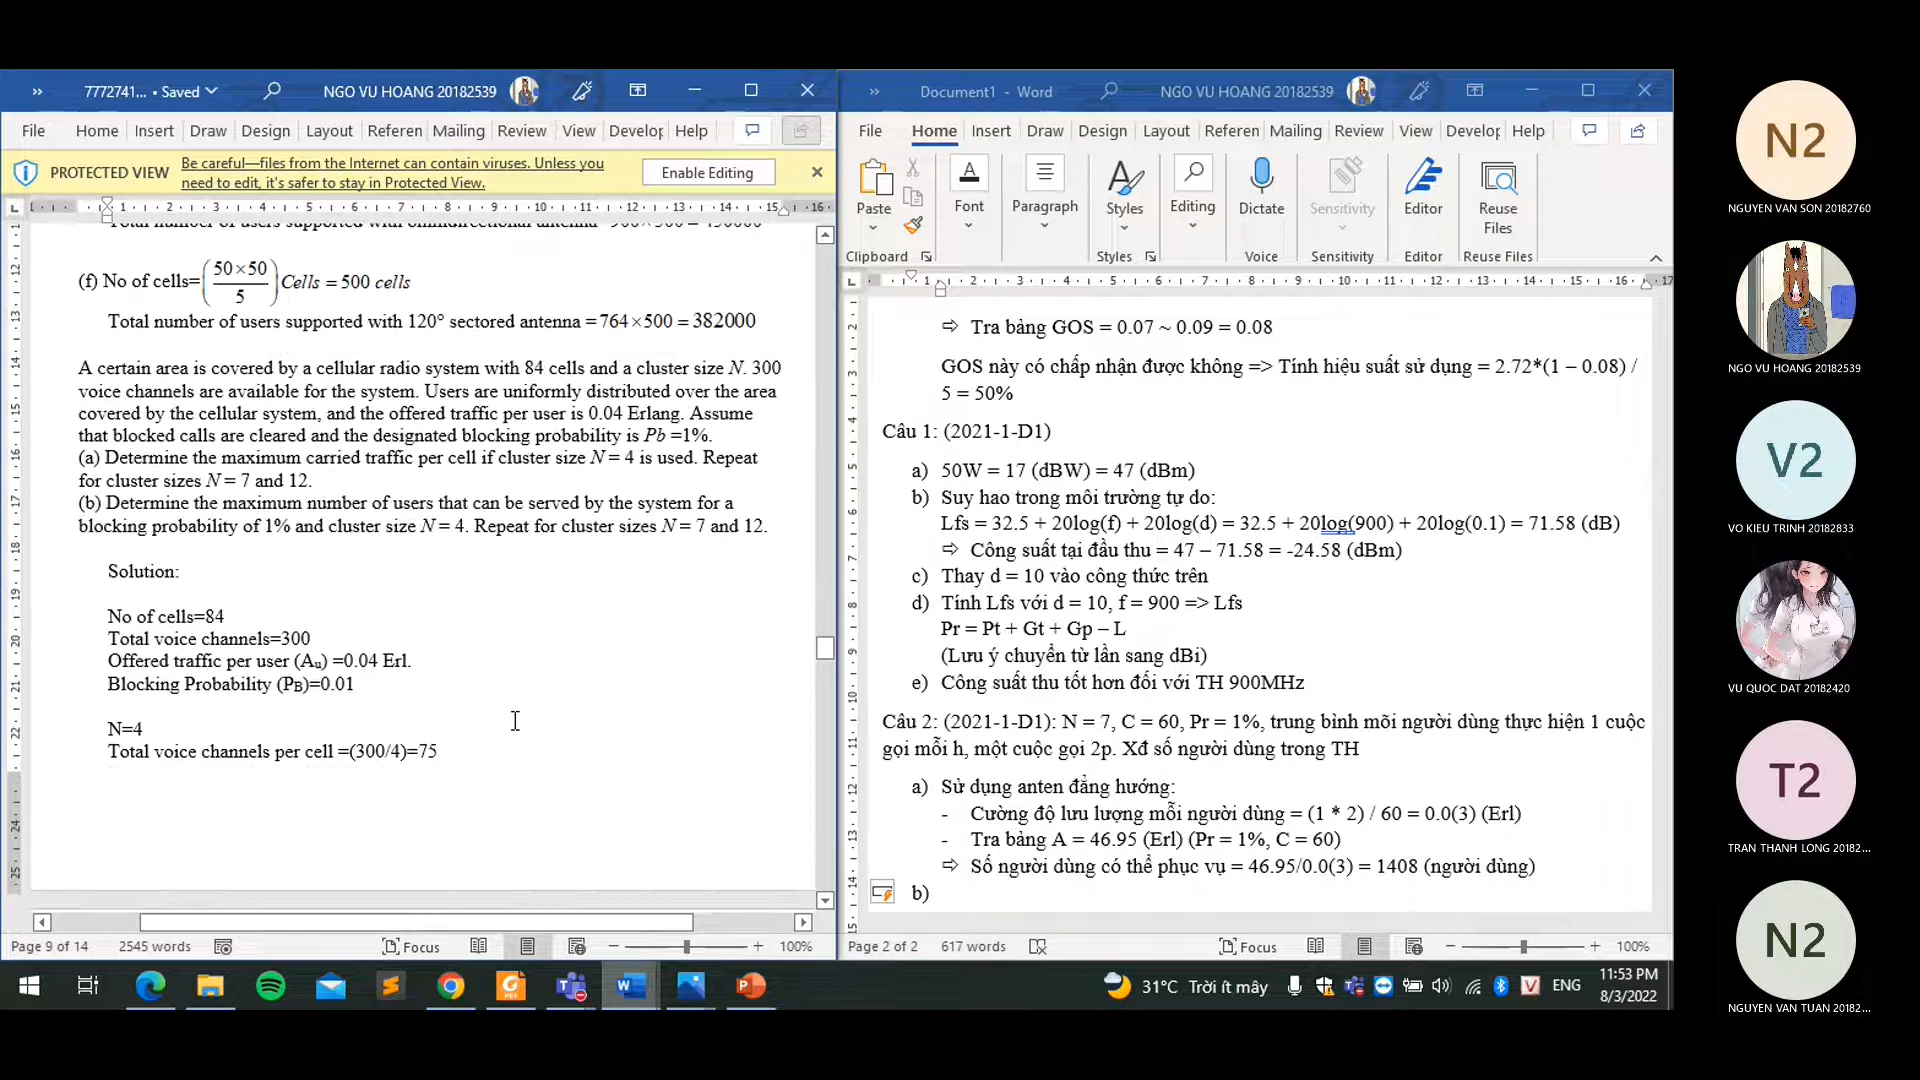 7772741... • Saved
NGO VU HOANG 20182539
File Home Insert Draw Design Layout Referen Mailing Review View Develop Help
PROTECTED VIEW
Be careful—files from the Internet can contain viruses. Unless you
need to edit, it's safer to stay in Protected View.
Enable Editing
Total number of users supported with omnidirectional antenna
(f) No of cells=(50×50/5) Cells = 500 cells
Total number of users supported with 120° sectored antenna = 764×500 = 382000
A certain area is covered by a cellular radio system with 84 cells and a cluster size N. 300
voice channels are available for the system. Users are uniformly distributed over the area
covered by the cellular system, and the offered traffic per user is 0.04 Erlang. Assume
that blocked calls are cleared and the designated blocking probability is Pb =1%.
(a) Determine the maximum carried traffic per cell if cluster size N = 4 is used. Repeat
for cluster sizes N = 7 and 12.
(b) Determine the maximum number of users that can be served by the system for a
blocking probability of 1% and cluster size N = 4. Repeat for cluster sizes N = 7 and 12.
Solution:
No of cells=84
Total voice channels=300
Offered traffic per user (Au) =0.04 Erl.
Blocking Probability (PB)=0.01
N=4
Total voice channels per cell =(300/4)=75
Page 9 of 14 2545 words Focus 100%
Document1 - Word
NGO VU HOANG 20182539
File Home Insert Draw Design Layout Referen Mailing Review View Develop Help
Paste Font Paragraph Styles Editing Dictate Sensitivity Editor Reuse
Files
Clipboard Styles Voice Sensitivity Editor Reuse Files
⇨ Tra bảng GOS = 0.07 ~ 0.09 = 0.08
GOS này có chấp nhận được không => Tính hiệu suất sử dụng = 2.72*(1 – 0.08) /
5 = 50%
Câu 1: (2021-1-D1)
a) 50W = 17 (dBW) = 47 (dBm)
b) Suy hao trong môi trường tự do:
Lfs = 32.5 + 20log(f) + 20log(d) = 32.5 + 20log(900) + 20log(0.1) = 71.58 (dB)
⇨ Công suất tại đầu thu = 47 – 71.58 = -24.58 (dBm)
c) Thay d = 10 vào công thức trên
d) Tính Lfs với d = 10, f = 900 => Lfs
Pr = Pt + Gt + Gp – L
(Lưu ý chuyển từ lần sang dBi)
e) Công suất thu tốt hơn đối với TH 900MHz
Câu 2: (2021-1-D1): N = 7, C = 60, Pr = 1%, trung bình mõi người dùng thực hiện 1 cuộc
gọi mỗi h, một cuộc gọi 2p. Xđ số người dùng trong TH
a) Sử dụng anten đẳng hướng:
- Cường độ lưu lượng mỗi người dùng = (1 * 2) / 60 = 0.0(3) (Erl)
- Tra bảng A = 46.95 (Erl) (Pr = 1%, C = 60)
⇨ Số người dùng có thể phục vụ = 46.95/0.0(3) = 1408 (người dùng)
b)
Page 2 of 2 617 words Focus 100%
31°C Trời ít mây ENG 11:53 PM
8/3/2022
N2
NGUYEN VAN SON 20182760
NGO VU HOANG 20182539
V2
VO KIEU TRINH 20182833
VU QUOC DAT 20182420
T2
TRAN THANH LONG 20182...
N2
NGUYEN VAN TUAN 20182...